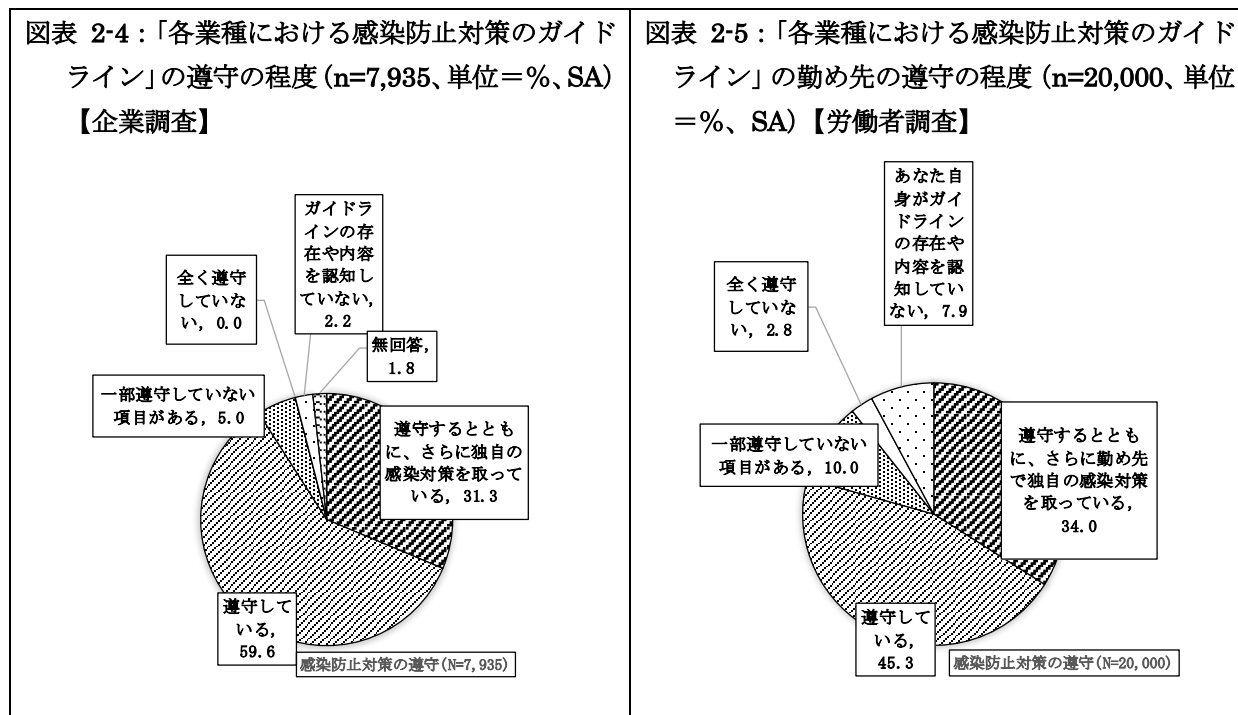 図表 2-4：「各業種における感染防止対策のガイド
ライン」の遵守の程度（n=7,935、単位＝%、SA）
【企業調査】
ガイドラ
インの存
在や内容
を認知し
ていない,
2.2
全く遵守
していな
い, 0.0
無回答,
1.8
一部遵守していない
項目がある, 5.0
遵守するととも
に、さらに独自の
感染対策を取って
いる, 31.3
遵守して
いる,
59.6
感染防止対策の遵守(N=7,935)
図表 2-5：「各業種における感染防止対策のガイド
ライン」の勤め先の遵守の程度（n=20,000、単位
＝%、SA）【労働者調査】
あなた自
身がガイ
ドライン
の存在や
内容を認
知してい
ない, 7.9
全く遵守
していな
い, 2.8
一部遵守していない
項目がある, 10.0
遵守するととも
に、さらに勤め先
で独自の感染対策
を取っている,
34.0
遵守して
いる,
45.3
感染防止対策の遵守(N=20,000)